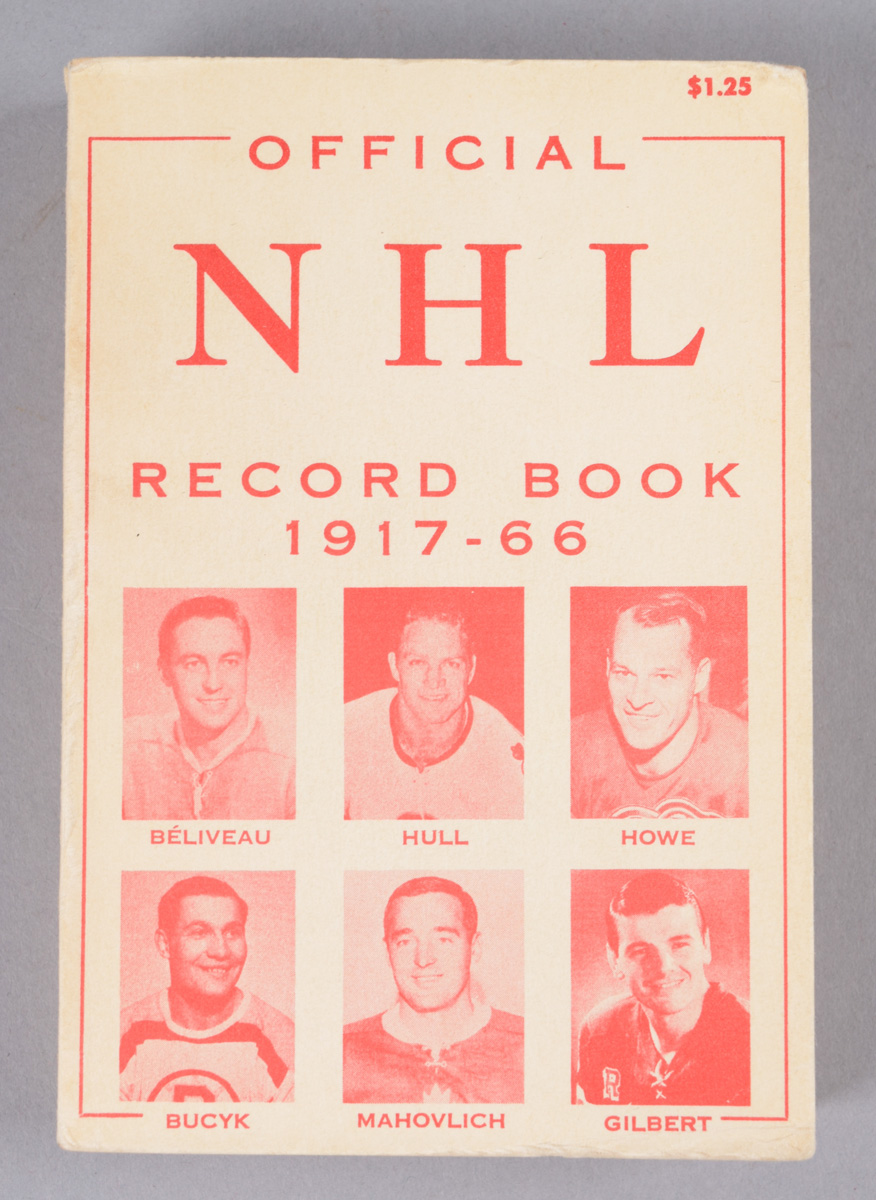 $1.25
OFFICIAL
NHL
RECORD BOOK
1917-66
BÉLIVEAU HULL HOWE
BUCYK MAHOVLICH GILBERT